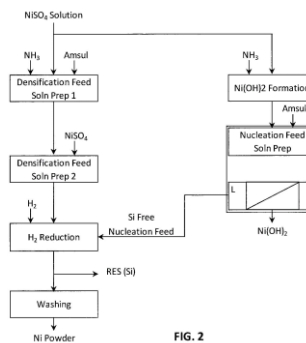 NiSO₄ Solution
NH₃
Amsul
Densification Feed
Soln Prep 1
NiSO₄
Densification Feed
Soln Prep 2
H₂
H₂ Reduction
RES (Si)
Washing
Ni Powder
NH₃
Ni(OH)2 Formation
Amsul
Nucleation Feed
Soln Prep
L
Si Free
Nucleation Feed
Ni(OH)₂
FIG. 2